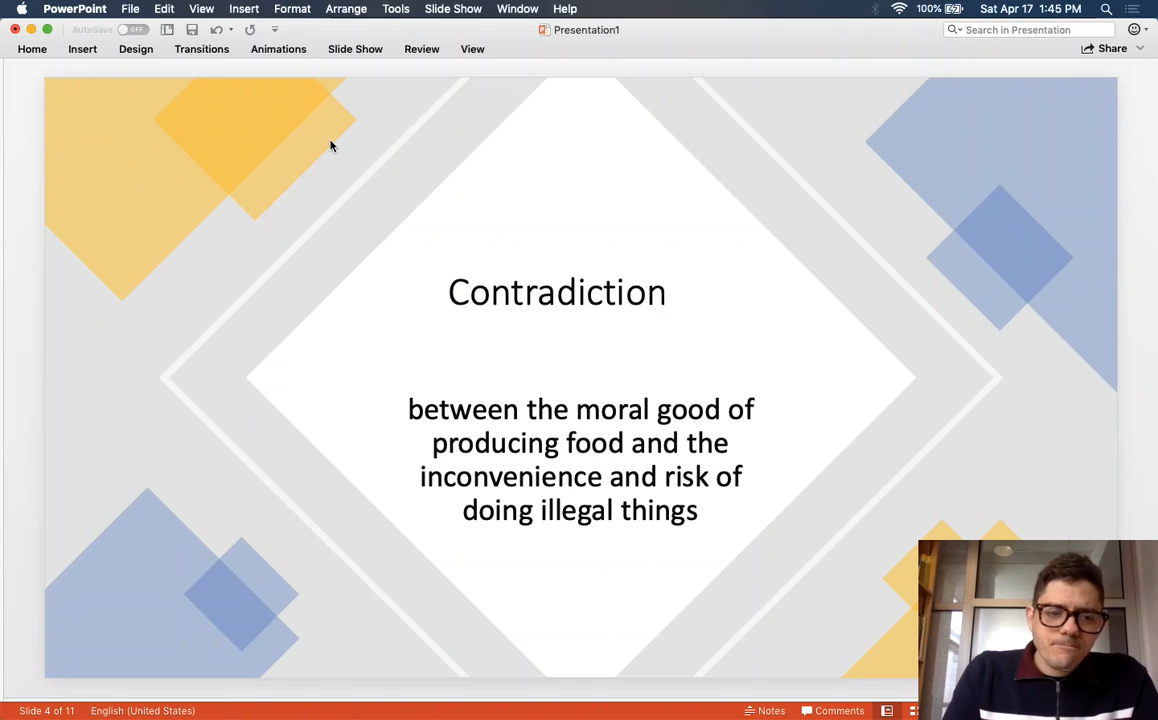 PowerPoint File Edit View Insert Format Arrange Tools Slide Show Window Help 100% Sat Apr 17 1:45 PM
AutoSave OFF Presentation1 Search in Presentation
Home Insert Design Transitions Animations Slide Show Review View Share
Contradiction
between the moral good of
producing food and the
inconvenience and risk of
doing illegal things
Slide 4 of 11 English (United States) Notes Comments